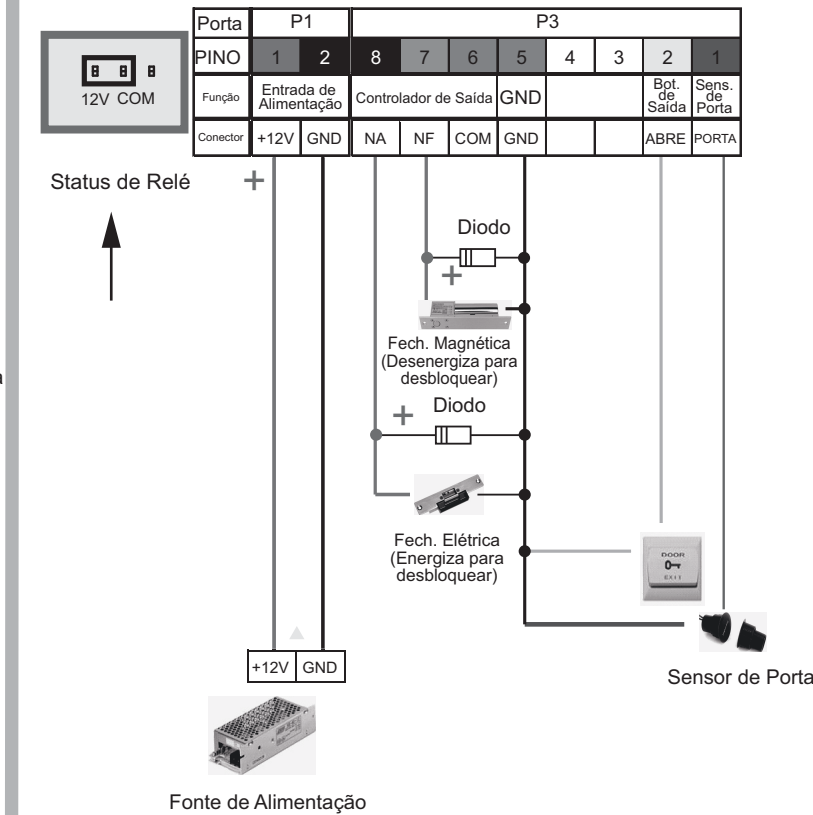 Porta P1 P3
PINO 1 2 8 7 6 5 4 3 2 1
Função Entrada de Alimentação Controlador de Saída GND Bot. de Saída Sens. de Porta
Conector +12V GND NA NF COM GND ABRE PORTA
12V COM
Status de Relé
+
Diodo
+
Fech. Magnética
(Desenergiza para
desbloquear)
Diodo
+
Fech. Elétrica
(Energiza para
desbloquear)
DOOR
EXIT
+12V GND
Sensor de Porta
Fonte de Alimentação